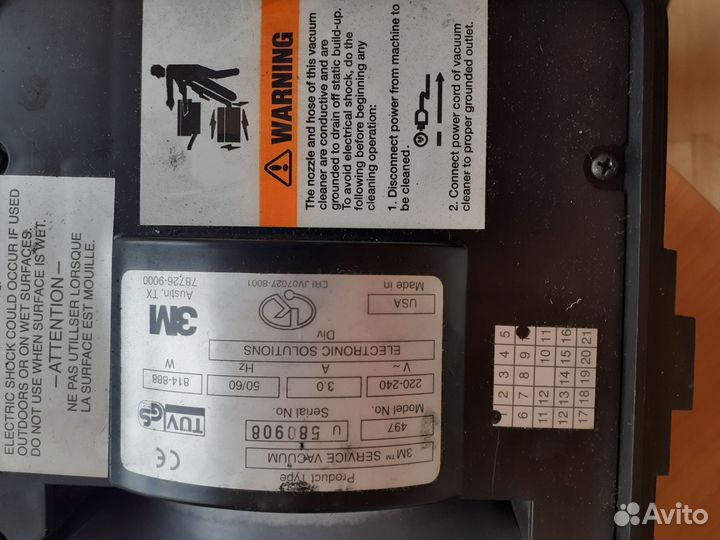 WARNING
The nozzle and hose of this vacuum
cleaner are conductive and are
grounded to drain off static build-up.
To avoid electrical shock, do the
following before beginning any
cleaning operation:
1. Disconnect power from machine to
be cleaned.
2. Connect power cord of vacuum
cleaner to proper grounded outlet.
ELECTRIC SHOCK COULD OCCUR IF USED
OUTDOORS OR ON WET SURFACES.
DO NOT USE WHEN SURFACE IS WET.
— ATTENTION —
NE PAS UTILISER LORSQUE
LA SURFACE EST MOUILLE.
Product Type
3M™ SERVICE VACUUM
CE
Model No.
497
Serial No.
U 580908
TÜV GS
V~
220-240
A
3.0
Hz
50/60
W
814-888
ELECTRONIC SOLUTIONS
Div
3M
Austin, TX
78726-9000
Made in
USA
ERI JV07027-8001
1 2 3 4 5
6 7 8 9
11 12 10 11
12 13 14 15 16
17 18 19 20 21
Avito